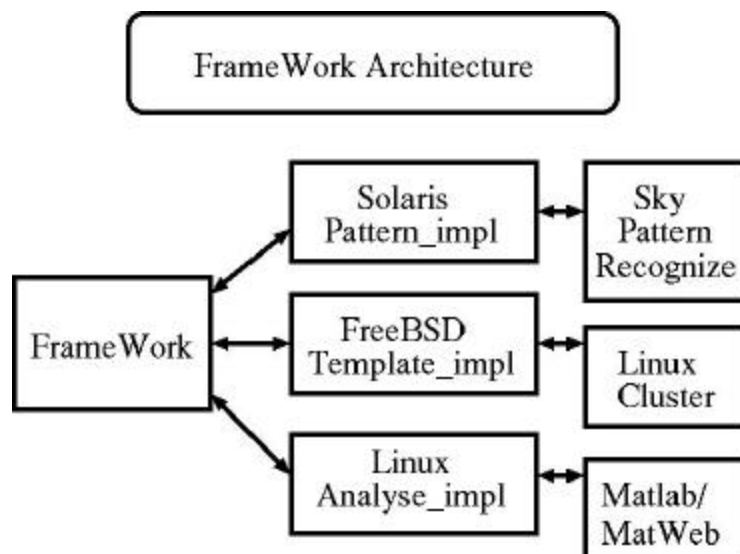 FrameWork Architecture
Solaris
Pattern_impl
Sky
Pattern
Recognize
FrameWork
FreeBSD
Template_impl
Linux
Cluster
Linux
Analyse_impl
Matlab/
MatWeb